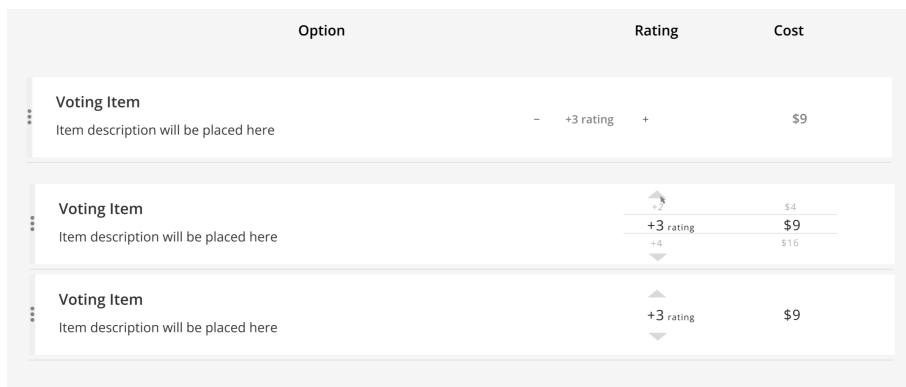 Option Rating Cost
Voting Item
Item description will be placed here
− +3 rating + $9
Voting Item
Item description will be placed here
+2 $4
+3 rating $9
+4 $16
Voting Item
Item description will be placed here
+3 rating $9